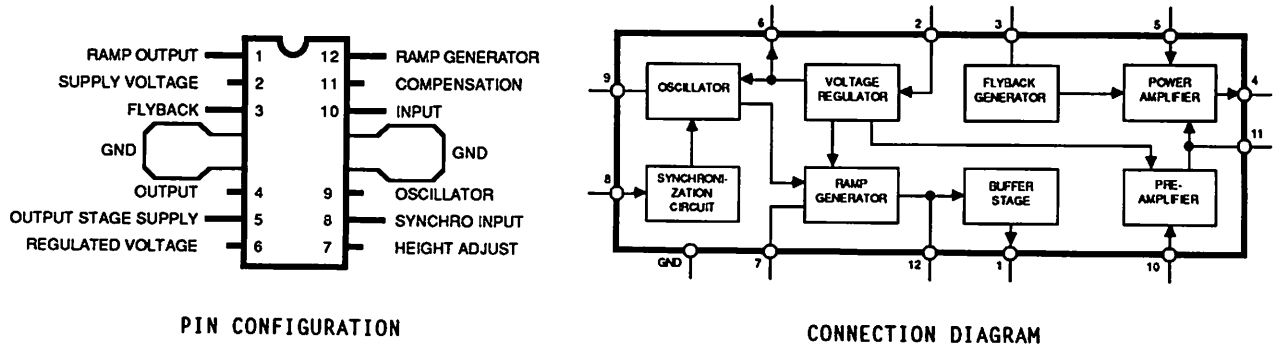 RAMP OUTPUT 1 12 RAMP GENERATOR
SUPPLY VOLTAGE 2 11 COMPENSATION
FLYBACK 3 10 INPUT
GND GND
OUTPUT 4 9 OSCILLATOR
OUTPUT STAGE SUPPLY 5 8 SYNCHRO INPUT
REGULATED VOLTAGE 6 7 HEIGHT ADJUST
PIN CONFIGURATION
6 2 3 5
9 4
OSCILLATOR
VOLTAGE
REGULATOR
FLYBACK
GENERATOR
POWER
AMPLIFIER
11
8
SYNCHRONI-
ZATION
CIRCUIT
RAMP
GENERATOR
BUFFER
STAGE
PRE-
AMPLIFIER
GND 7 12 1 10
CONNECTION DIAGRAM